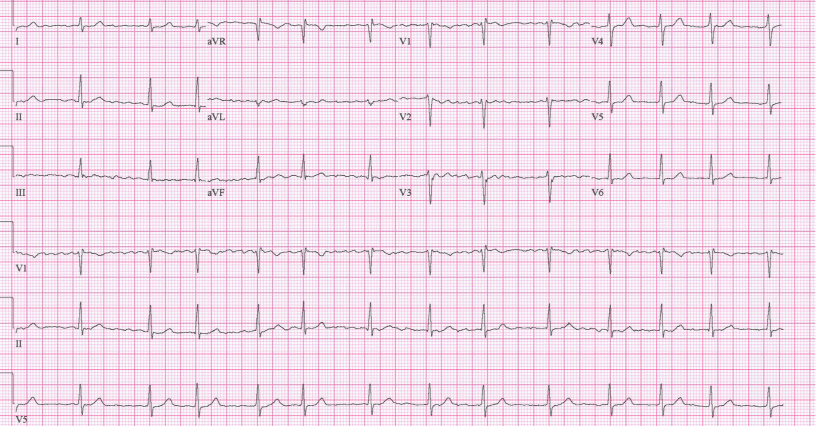 I aVR V1 V4
II aVL V2 V5
III aVF V3 V6
V1
II
V5